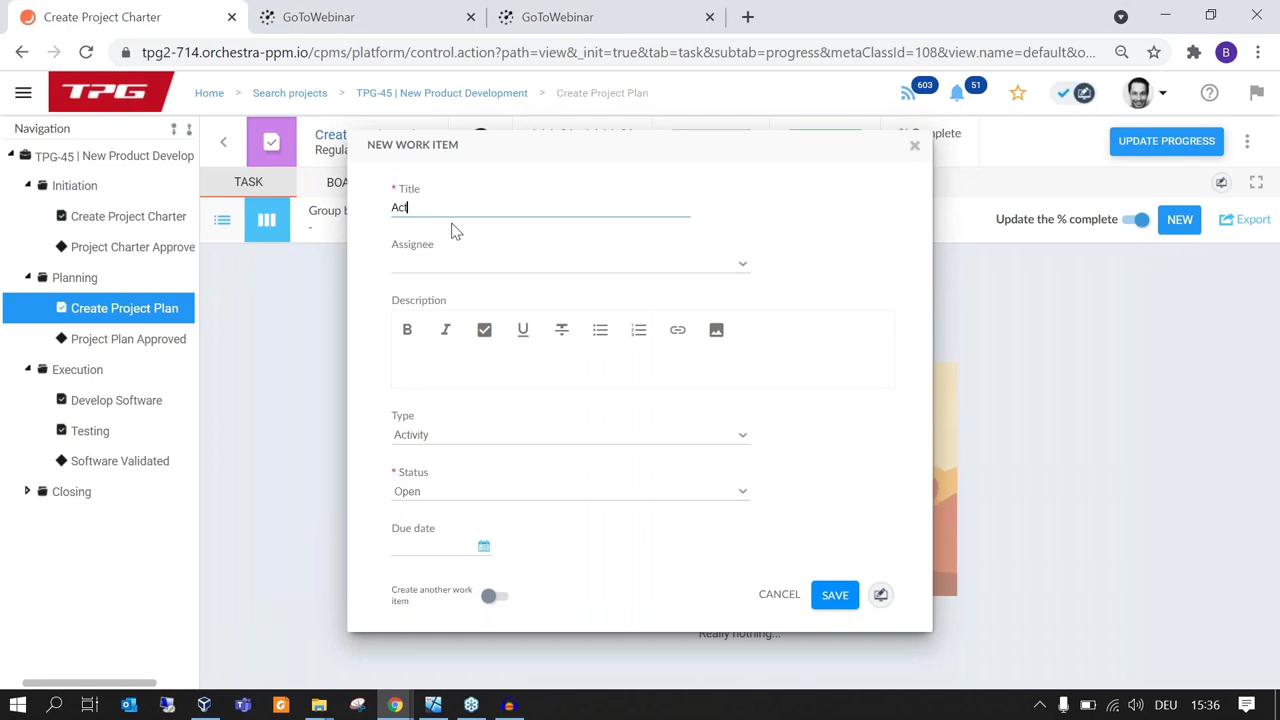 Create Project Charter
GoToWebinar
GoToWebinar
tpg2-714.orchestra-ppm.io/cpms/platform/control.action?path=view&_init=true&tab=task&subtab=progress&metaClassId=108&view.name=default&o...
B
TPG
Home > Search projects > TPG-45 | New Product Development > Create Project Plan
603
51
Navigation
TPG-45 | New Product Develop
Initiation
Create Project Charter
Project Charter Approve
Planning
Create Project Plan
Project Plan Approved
Execution
Develop Software
Testing
Software Validated
Closing
Creat
Regula
omplete
UPDATE PROGRESS
TASK
BOA
Group b
-
Update the % complete
NEW
Export
NEW WORK ITEM
* Title
Act
Assignee
Description
B I U
Type
Activity
* Status
Open
Due date
Create another work
item
CANCEL
SAVE
Really nothing...
DEU
15:36